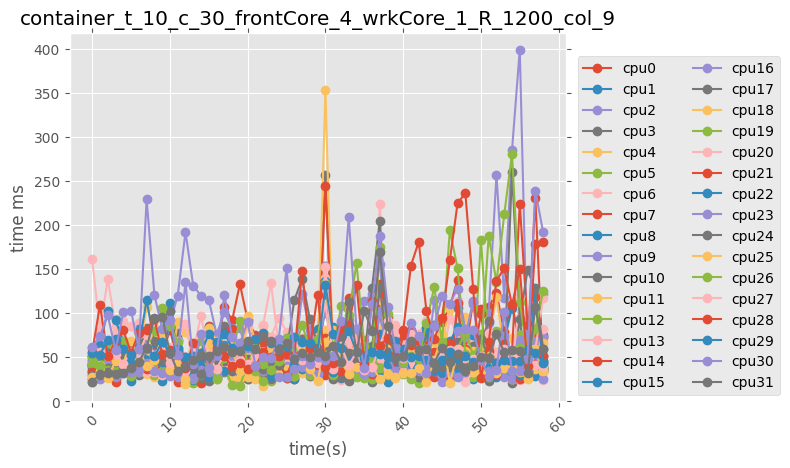 container_t_10_c_30_frontCore_4_wrkCore_1_R_1200_col_9
400
350
300
250
200
150
100
50
0
time ms
0
10
20
30
40
50
60
time(s)
cpu0
cpu1
cpu2
cpu3
cpu4
cpu5
cpu6
cpu7
cpu8
cpu9
cpu10
cpu11
cpu12
cpu13
cpu14
cpu15
cpu16
cpu17
cpu18
cpu19
cpu20
cpu21
cpu22
cpu23
cpu24
cpu25
cpu26
cpu27
cpu28
cpu29
cpu30
cpu31